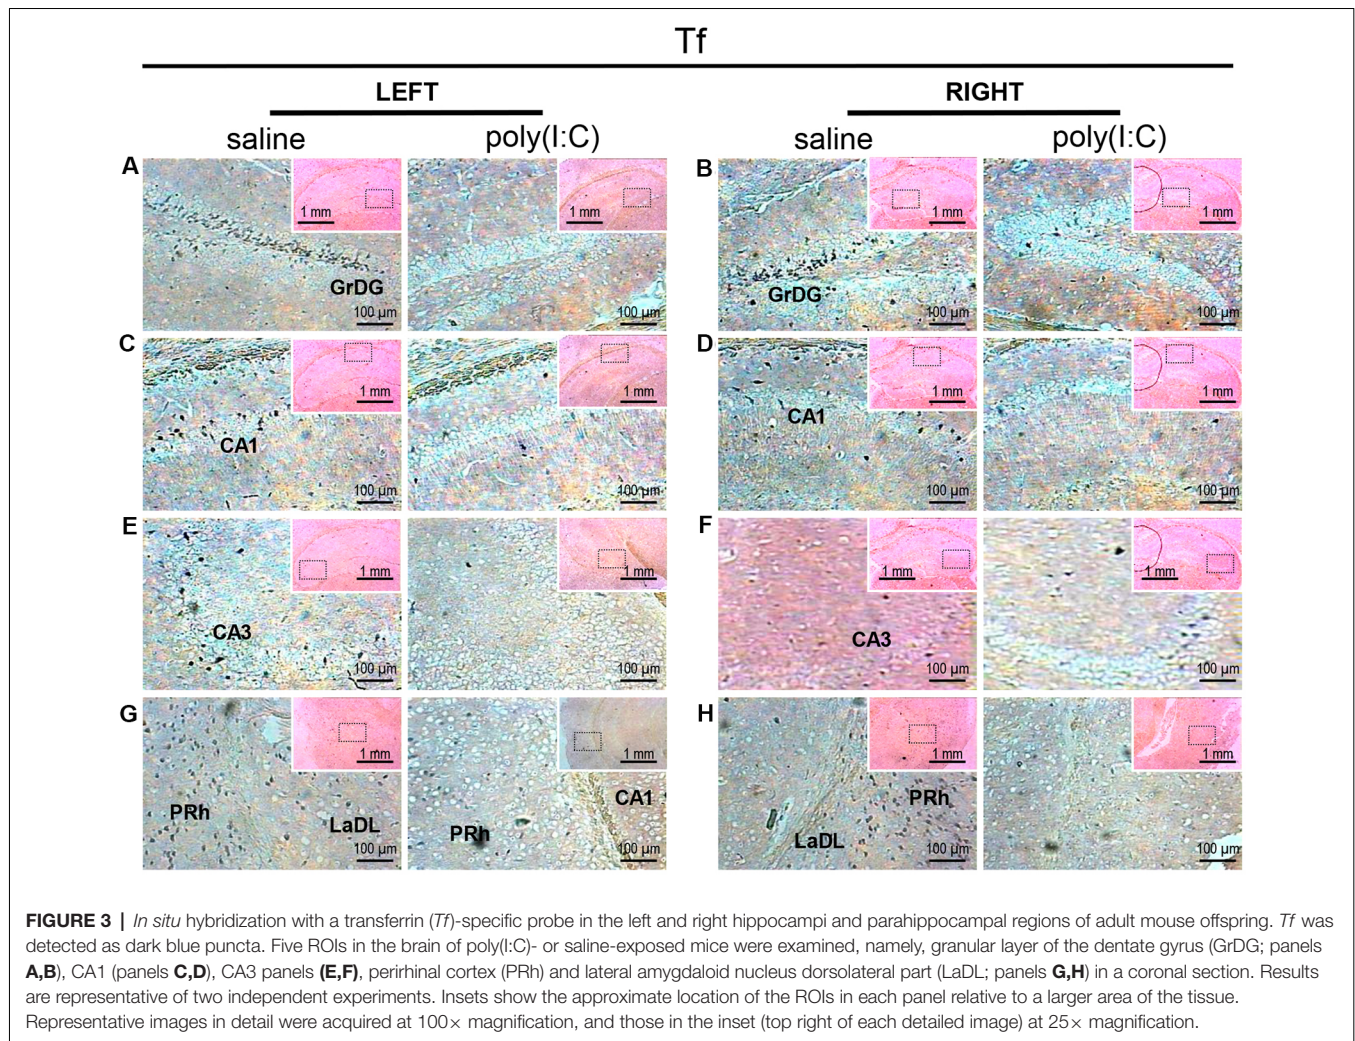 Tf
LEFT
RIGHT
saline
poly(I:C)
saline
poly(I:C)
A
1 mm
GrDG
100 µm
1 mm
100 µm
B
1 mm
GrDG
100 µm
1 mm
100 µm
C
1 mm
CA1
100 µm
1 mm
100 µm
D
1 mm
CA1
100 µm
1 mm
100 µm
E
1 mm
CA3
100 µm
1 mm
100 µm
F
1 mm
CA3
100 µm
1 mm
100 µm
G
1 mm
PRh
LaDL
100 µm
1 mm
CA1
PRh
100 µm
H
1 mm
PRh
LaDL
100 µm
1 mm
100 µm
FIGURE 3 | In situ hybridization with a transferrin (Tf)-specific probe in the left and right hippocampi and parahippocampal regions of adult mouse offspring. Tf was
detected as dark blue puncta. Five ROIs in the brain of poly(I:C)- or saline-exposed mice were examined, namely, granular layer of the dentate gyrus (GrDG; panels
A,B), CA1 (panels C,D), CA3 panels (E,F), perirhinal cortex (PRh) and lateral amygdaloid nucleus dorsolateral part (LaDL; panels G,H) in a coronal section. Results
are representative of two independent experiments. Insets show the approximate location of the ROIs in each panel relative to a larger area of the tissue.
Representative images in detail were acquired at 100× magnification, and those in the inset (top right of each detailed image) at 25× magnification.